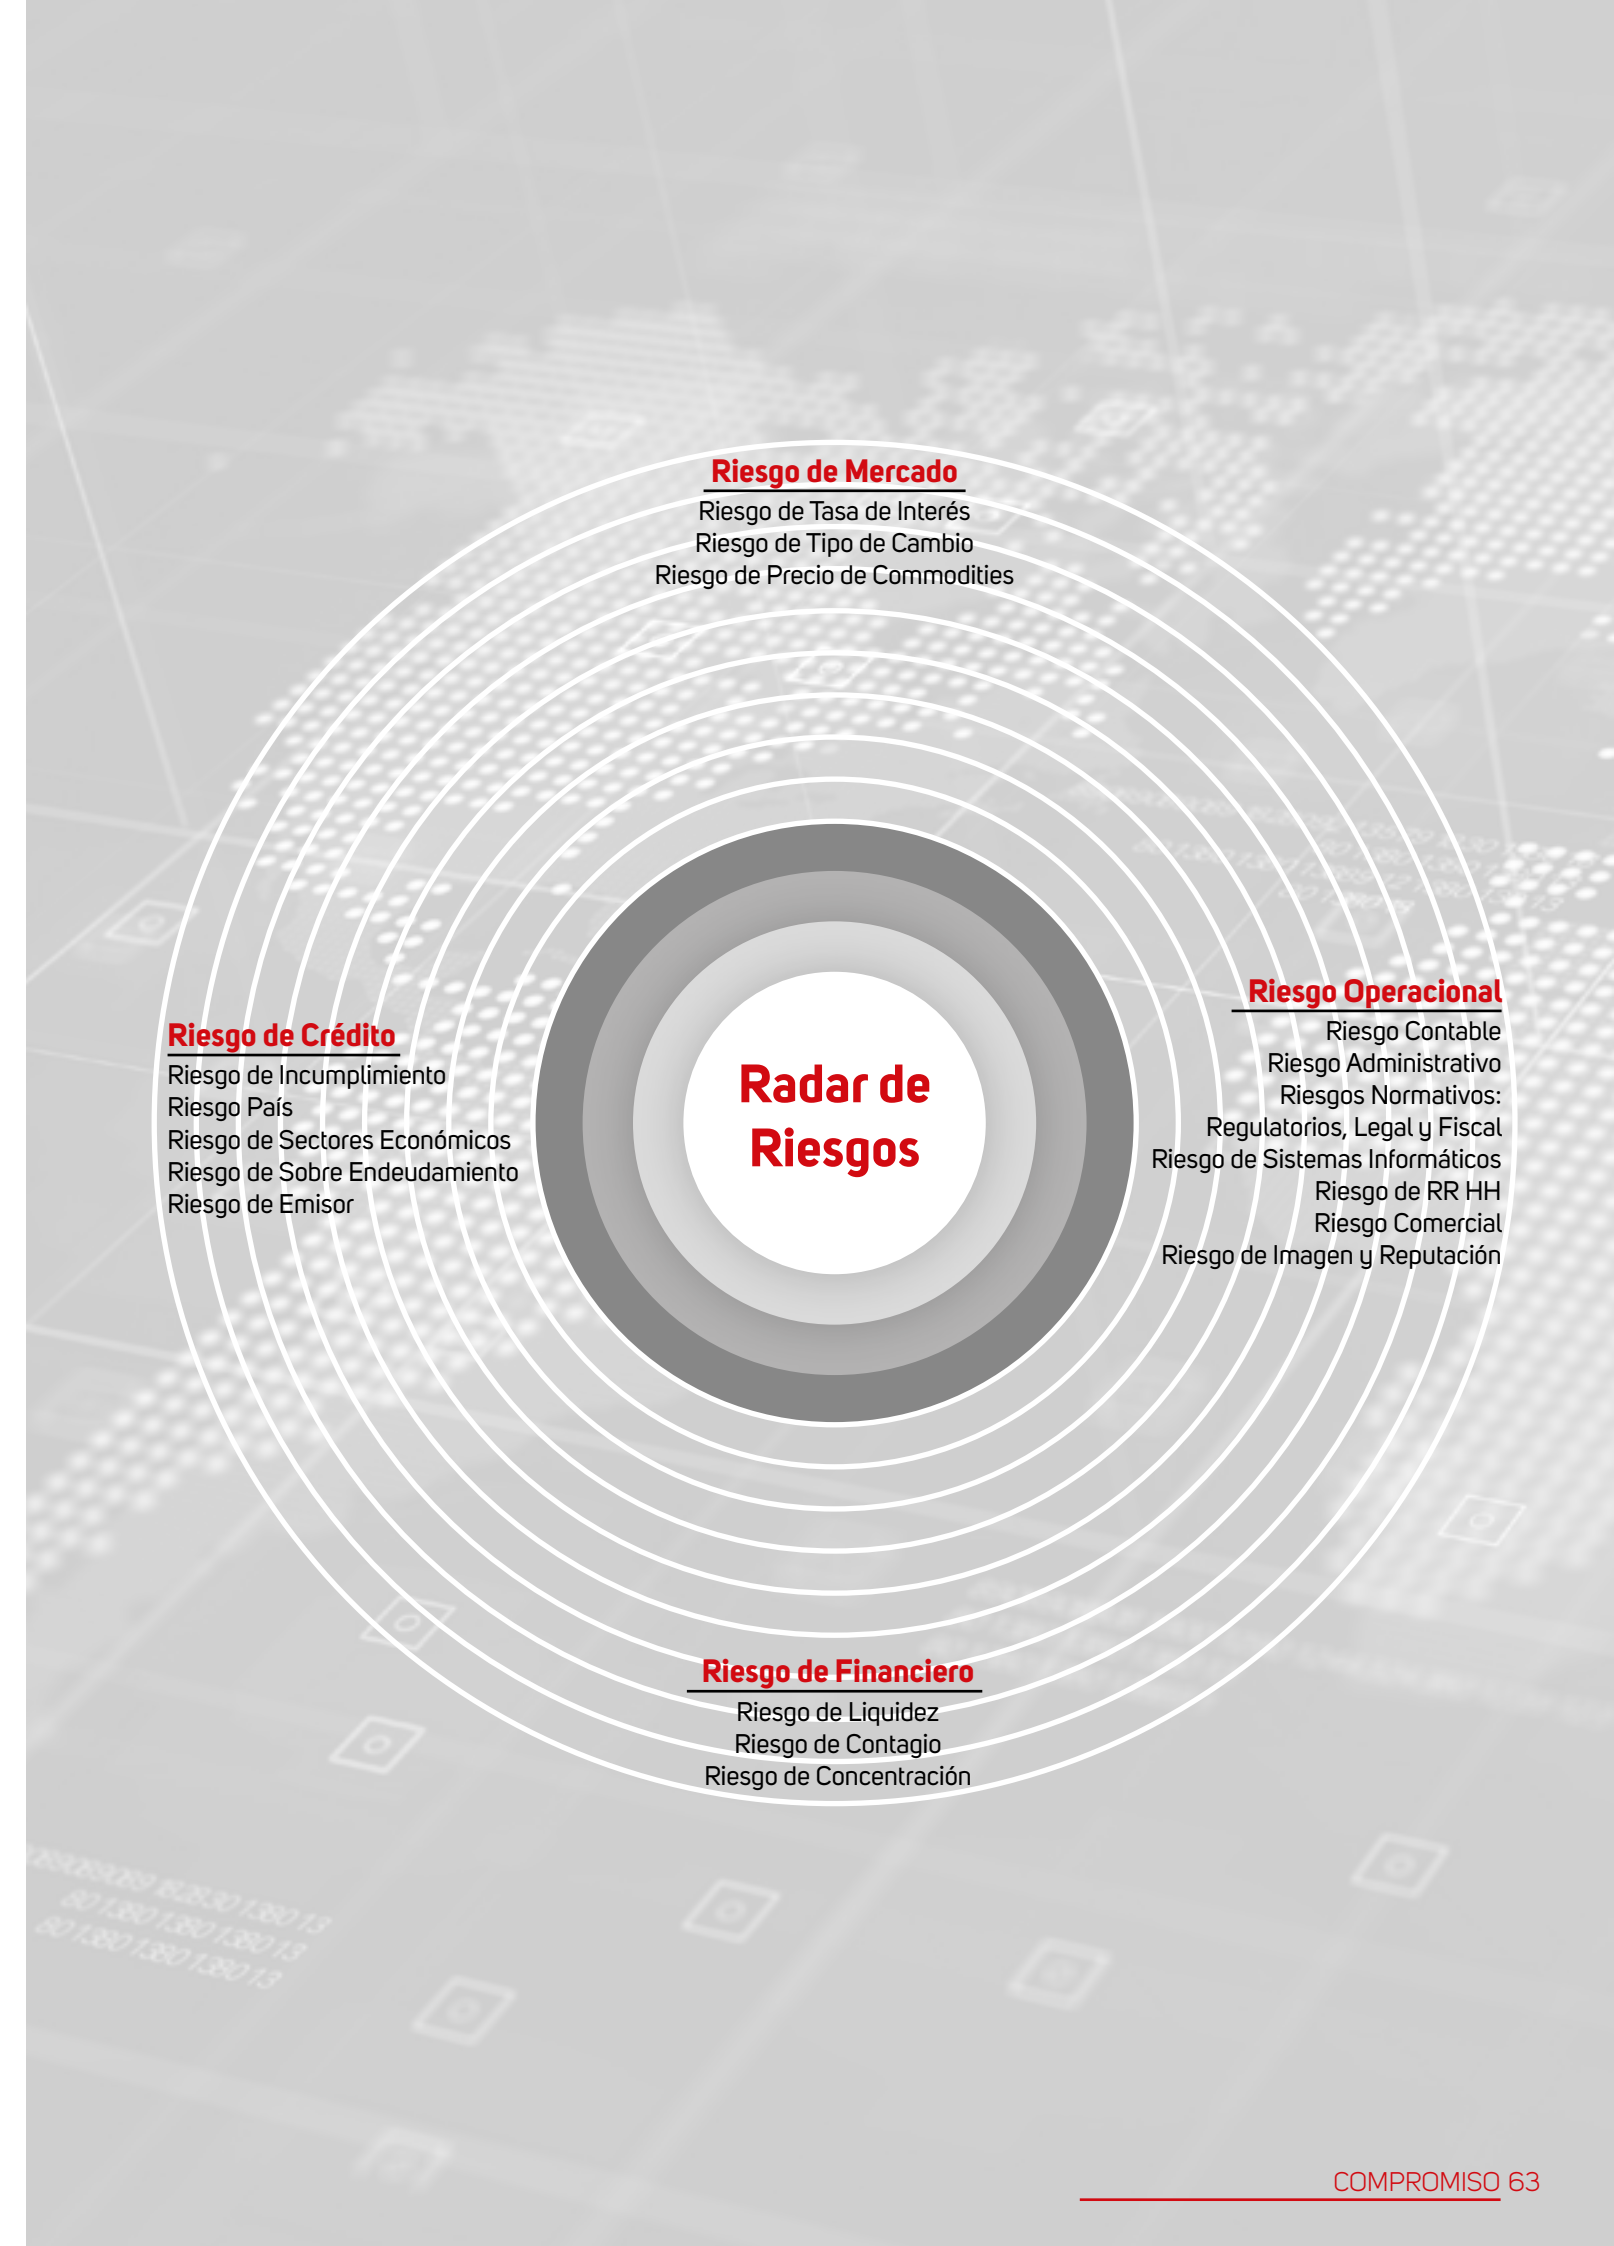 Riesgo de Mercado
Riesgo de Tasa de Interés
Riesgo de Tipo de Cambio
Riesgo de Precio de Commodities
Riesgo de Crédito
Riesgo de Incumplimiento
Riesgo País
Riesgo de Sectores Económicos
Riesgo de Sobre Endeudamiento
Riesgo de Emisor
Radar de
Riesgos
Riesgo Operacional
Riesgo Contable
Riesgo Administrativo
Riesgos Normativos:
Regulatorios, Legal y Fiscal
Riesgo de Sistemas Informáticos
Riesgo de RR HH
Riesgo Comercial
Riesgo de Imagen y Reputación
Riesgo de Financiero
Riesgo de Liquidez
Riesgo de Contagio
Riesgo de Concentración
8013801380138013
8013801380138013
COMPROMISO 63